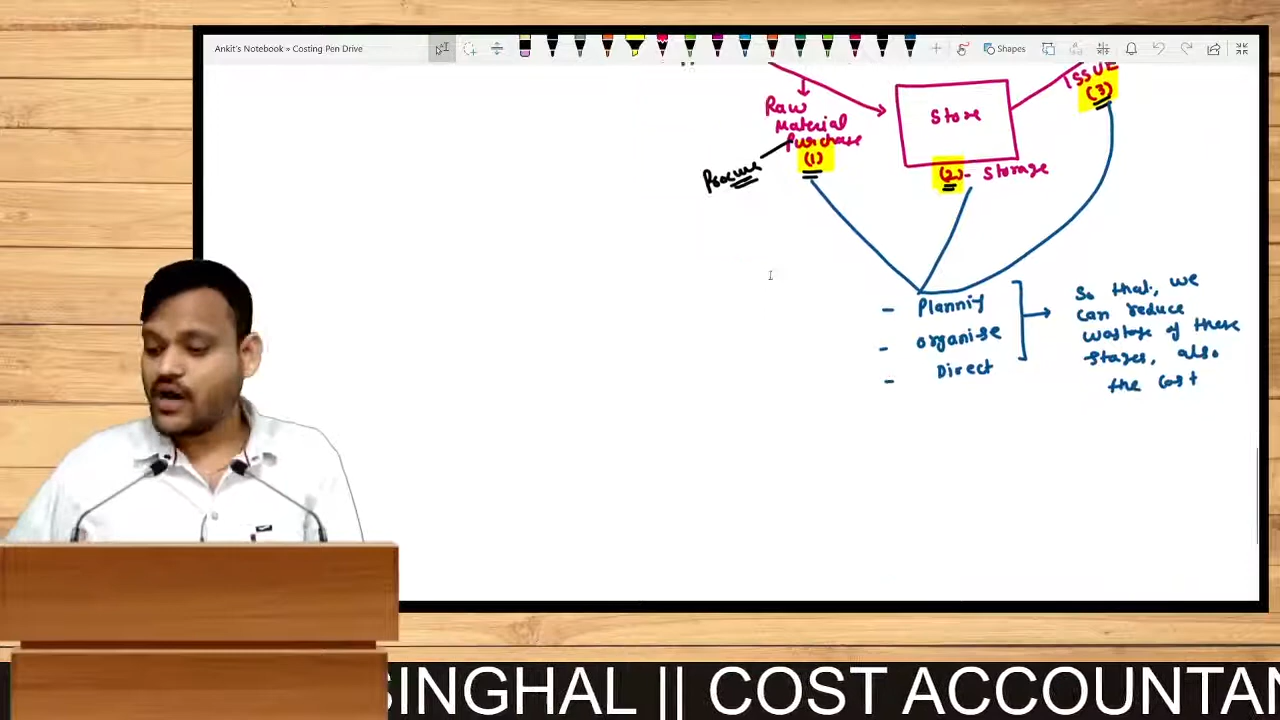 Ankit's Notebook » Costing Pen Drive
Shapes
ISSUE
(3)
Raw
Material
Purchase
(1)
Procure
Store
(2)- Storage
- Planning
- organise
- Direct
So that, we
can reduce
wastage of these
stages, also
the cost
SINGHAL || COST ACCOUNTAN